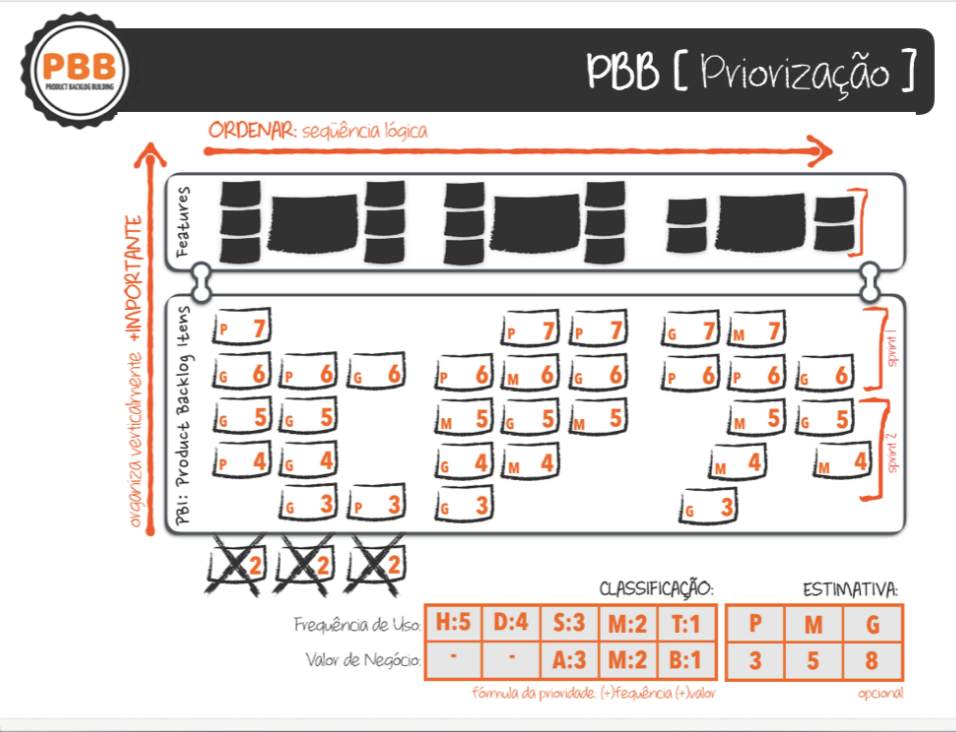 PBB
PRODUCT BACKLOG BUILDING
PBB [ Priorização ]
ORDENAR: seqüência lógica
organiza verticalmente +IMPORTANTE
Features
PBI: Product Backlog Itens
P 7 P 7 P 7 G 7 M 7
G 6 P 6 G 6 P 6 M 6 G 6 P 6 P 6 G 6
G 5 G 5 M 5 G 5 M 5 M 5 G 5
P 4 G 4 G 4 M 4 M 4 M 4
G 3 P 3 G 3 G 3
sprint 1
sprint 2
2 2 2
CLASSIFICAÇÃO: ESTIMATIVA:
Frequência de Uso: H:5 D:4 S:3 M:2 T:1 P M G
Valor de Negócio: - - A:3 M:2 B:1 3 5 8
fórmula da prioridade: (+)fequência (+)valor opcional